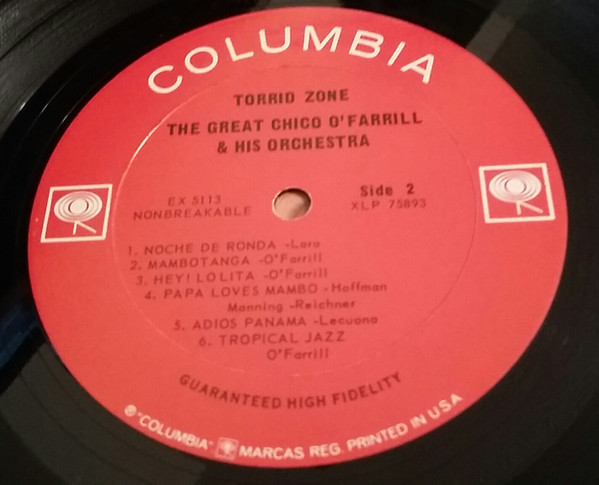 COLUMBIA
TORRID ZONE
THE GREAT CHICO O'FARRILL
& HIS ORCHESTRA
EX 5113
NONBREAKABLE
Side 2
XLP 75893
1. NOCHE DE RONDA -Lara
2. MAMBOTANGA -O'Farrill
3. HEY! LOLITA -O'Farrill
4. PAPA LOVES MAMBO -Hoffman
Manning -Reichner
5. ADIOS PANAMA -Lecuona
6. TROPICAL JAZZ
O'Farrill
GUARANTEED HIGH FIDELITY
® "COLUMBIA" MARCAS REG. PRINTED IN U S A